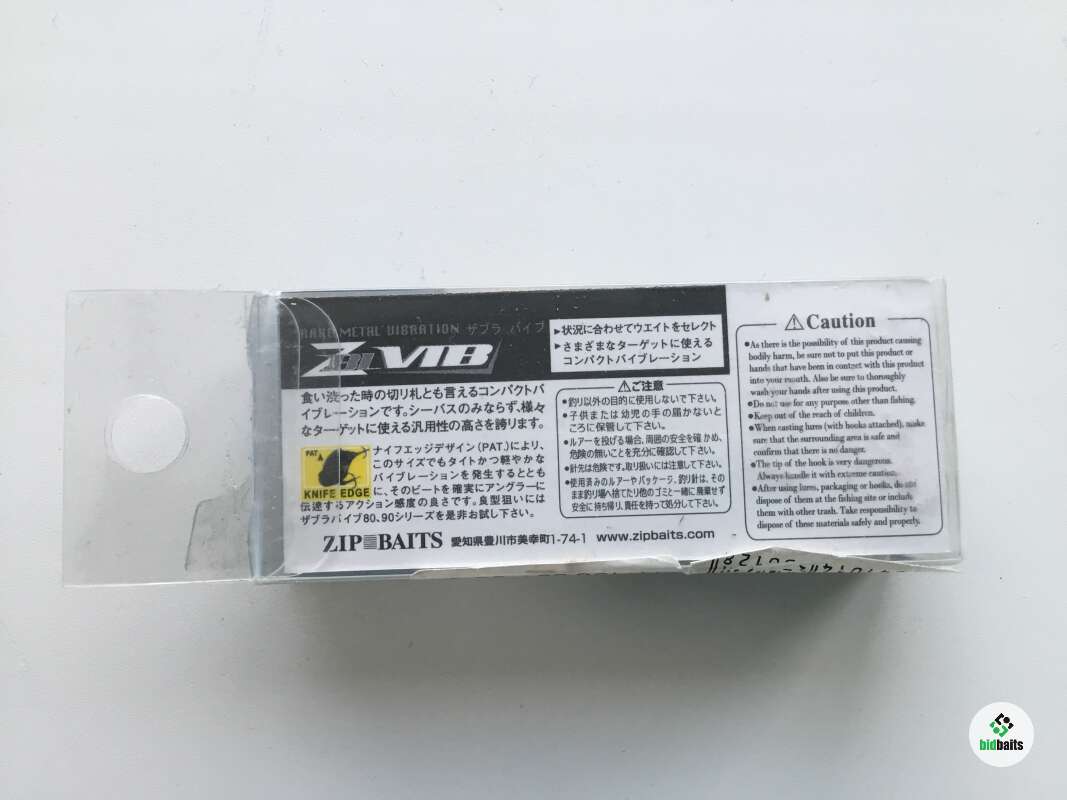 METAL VIBRATION ザブラ バイブ
ZBL VIB
▶状況に合わせてウエイトをセレクト
▶さまざまなターゲットに使える
コンパクトバイブレーション
食い渋った時の切り札とも言えるコンパクトバ
イブレーションです。シーバスのみならず、様々
なターゲットに使える汎用性の高さを誇ります。
PAT.
KNIFE EDGE
ナイフエッジデザイン(PAT.)により、
このサイズでもタイトかつ軽やかな
バイブレーションを発生するととも
に、そのビートを確実にアングラーに
伝達するアクション感度の良さです。良型狙いには
ザブラバイブ80、90シリーズを是非お試し下さい。
⚠ご注意
●釣り以外の目的に使用しないで下さい。
●子供または幼児の手の届かないと
ころに保管して下さい。
●ルアーを投げる場合、周囲の安全を確かめ、
危険の無いことを充分に確認して下さい。
●針先は危険です。取り扱いには注意して下さい。
●使用済みのルアーやパッケージ、釣り針は、その
まま釣り場へ捨てたり他のゴミと一緒に廃棄せず
安全に持ち帰り、責任を持って処分して下さい。
ZIP BAITS 愛知県豊川市美幸町1-74-1 www.zipbaits.com
⚠Caution
●As there is the possibility of this product causing
bodily harm, be sure not to put this product or
hands that have been in contact with this product
into your mouth. Also be sure to thoroughly
wash your hands after using this product.
●Do not use for any purpose other than fishing.
●Keep out of the reach of children.
●When casting lures (with hooks attached), make
sure that the surrounding area is safe and
confirm that there is no danger.
●The tip of the hook is very dangerous.
Always handle it with extreme caution.
●After using lures, packaging or hooks, do not
dispose of them at the fishing site or include
them with other trash. Take responsibility to
dispose of these materials safely and properly.
bidbaits